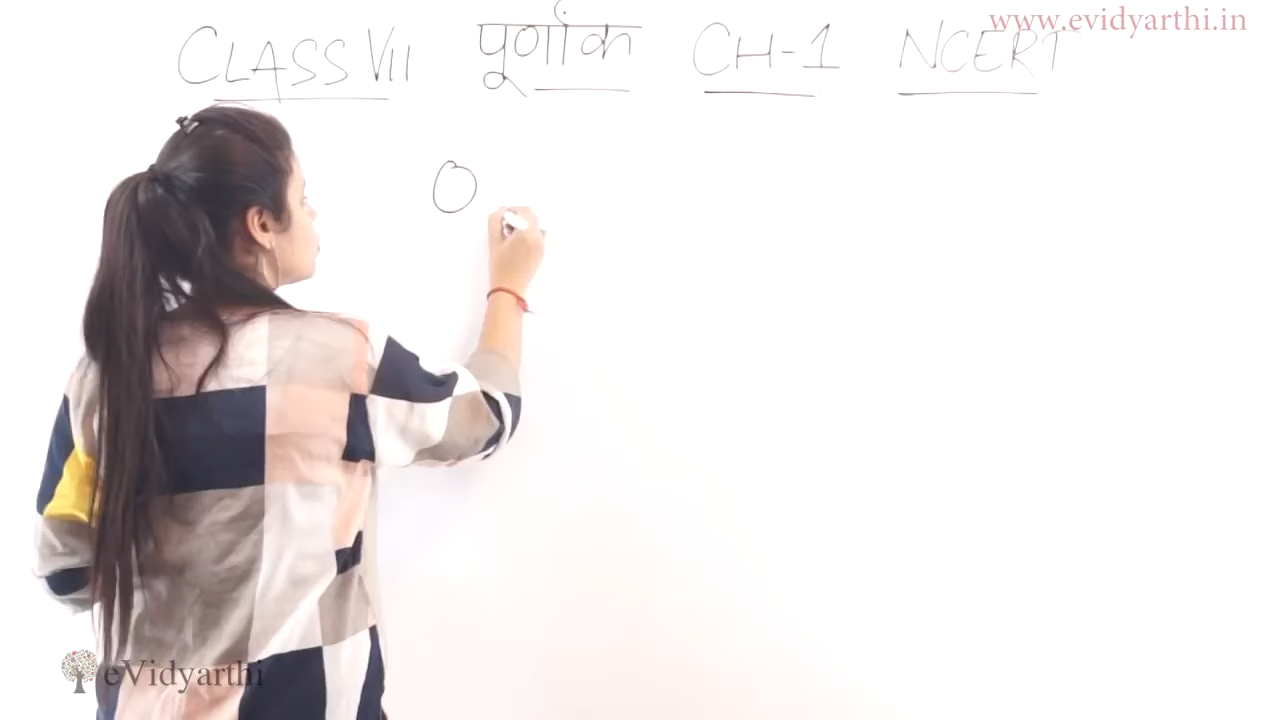 www.evidyarthi.in
CLASS VII पूर्णांक CH-1 NCERT
0
eVidyarthi